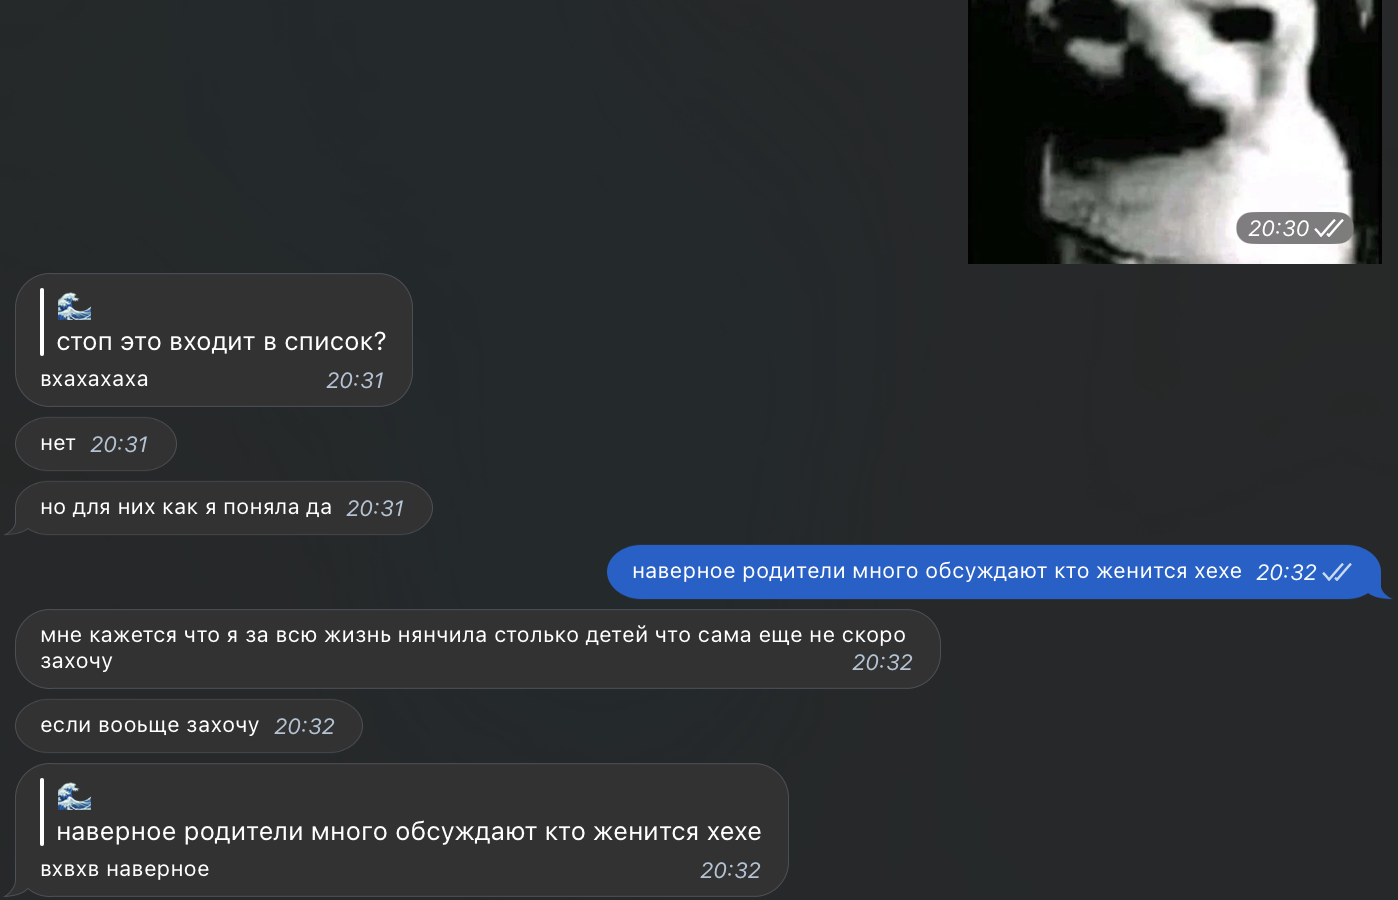 20:30
стоп это входит в список?
вхахахаха 20:31
нет 20:31
но для них как я поняла да 20:31
наверное родители много обсуждают кто женится хехе 20:32
мне кажется что я за всю жизнь нянчила столько детей что сама еще не скоро
захочу 20:32
если вооьще захочу 20:32
наверное родители много обсуждают кто женится хехе
вхвхв наверное 20:32